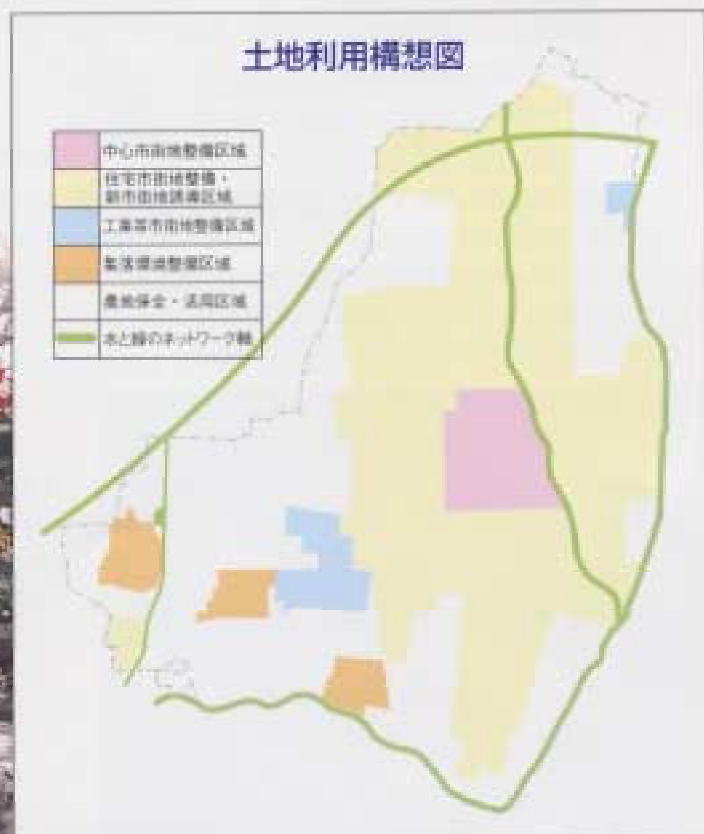 土地利用構想図
中心市街地整備区域
住宅市街地整備・
新市街地誘導区域
工業等市街地整備区域
集落環境整備区域
農地保全・活用区域
水と緑のネットワーク軸